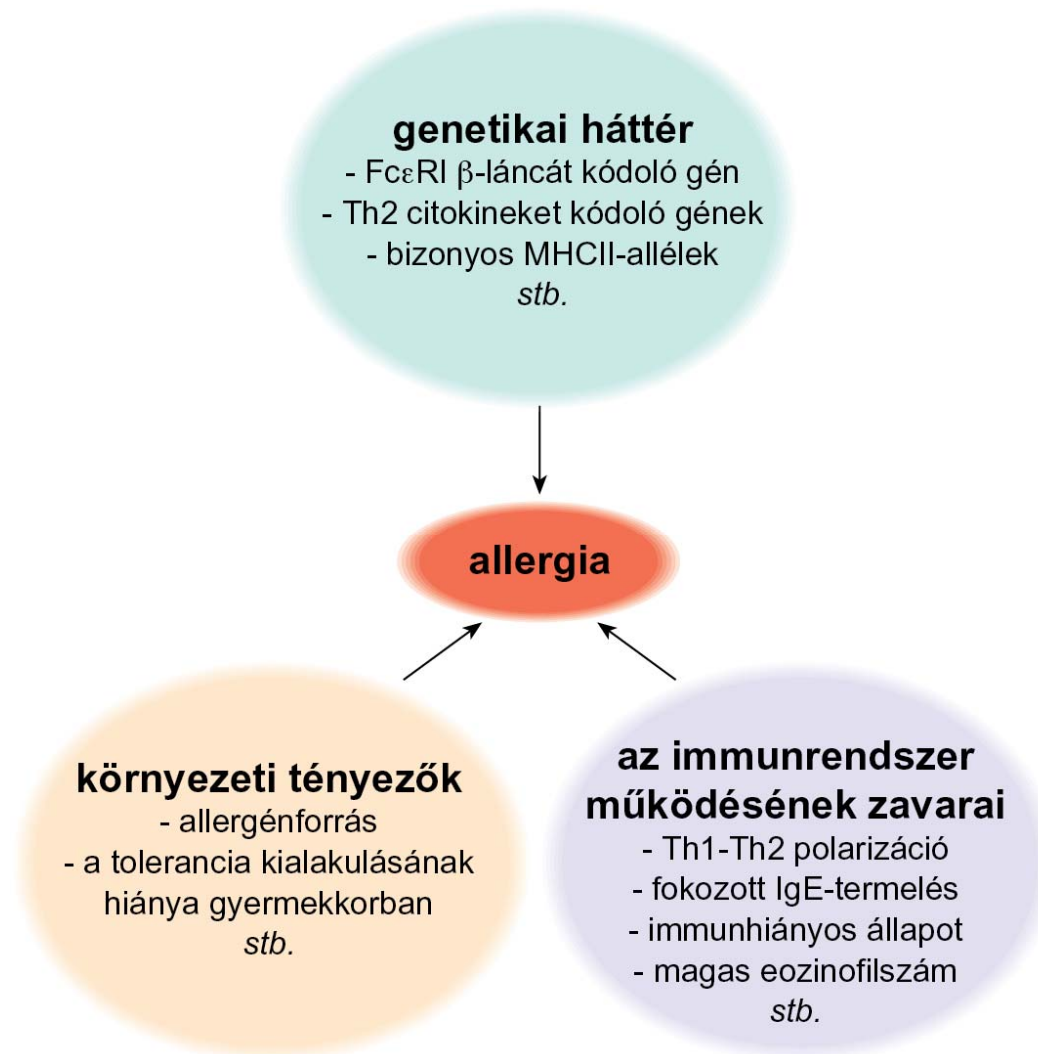 genetikai háttér
- FcεRI β-láncát kódoló gén
- Th2 citokineket kódoló gének
- bizonyos MHCII-allélek
stb.
allergia
környezeti tényezők
- allergénforrás
- a tolerancia kialakulásának
hiánya gyermekkorban
stb.
az immunrendszer
működésének zavarai
- Th1-Th2 polarizáció
- fokozott IgE-termelés
- immunhiányos állapot
- magas eozinofilszám
stb.